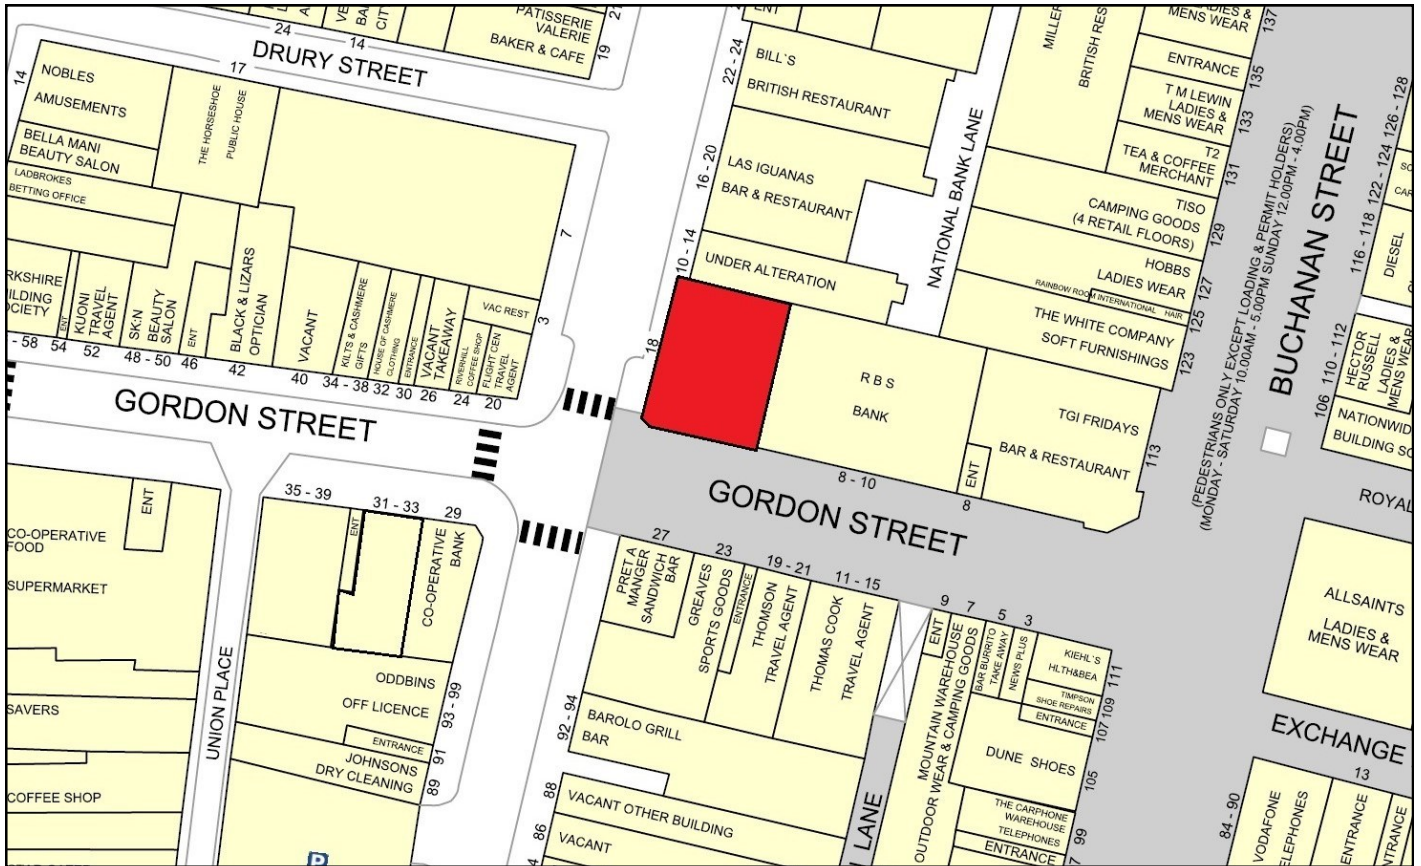 24
14
PATISSERIE
VALERIE
BAKER & CAFE
21
19
DRURY STREET
17
14
NOBLES
AMUSEMENTS
THE HORSESHOE
PUBLIC HOUSE
BELLA MANI
BEAUTY SALON
LADBROKES
BETTING OFFICE
7
3
KUONI
TRAVEL
AGENT
SK:N
BEAUTY
SALON
ENT
ENT
BLACK & LIZARS
OPTICIAN
VACANT
KILTS & CASHMERE
GIFTS
HOUSE OF CASHMERE
CLOTHING
ENTRANCE
VACANT
TAKEAWAY
VAC REST
RIVERHILL
COFFEE SHOP
FLIGHT CEN
TRAVEL
AGENT
- 58
54
52
48 - 50
46
42
40
34 - 38
32
30
26
24
20
GORDON STREET
ENT
22 - 24
BILL`S
BRITISH RESTAURANT
16 - 20
LAS IGUANAS
BAR & RESTAURANT
10 - 14
UNDER ALTERATION
18
NATIONAL BANK LANE
MILLER
BRITISH RES
MENS WEAR
137
ENTRANCE
135
T M LEWIN
LADIES &
MENS WEAR
133
T2
TEA & COFFEE
MERCHANT
131
TISO
CAMPING GOODS
(4 RETAIL FLOORS)
129
HOBBS
LADIES WEAR
127
RAINBOW ROOM INTERNATIONAL HAIR
125
THE WHITE COMPANY
SOFT FURNISHINGS
123
R B S
BANK
TGI FRIDAYS
BAR & RESTAURANT
ENT
113
8 - 10
8
GORDON STREET
(PEDESTRIANS ONLY EXCEPT LOADING & PERMIT HOLDERS)
(MONDAY - SATURDAY 10.00AM - 5.00PM SUNDAY 12.00PM - 4.00PM)
BUCHANAN STREET
126 - 128
122 - 124
116 - 118
DIESEL
110 - 112
HECTOR
RUSSELL
LADIES &
MENS WEAR
106
NATIONWID
BUILDING SO
ROYAL
ALLSAINTS
LADIES &
MENS WEAR
EXCHANGE
13
84 - 90
VODAFONE
ENTRANCE
ENT
CO-OPERATIVE
FOOD
SUPERMARKET
SAVERS
COFFEE SHOP
UNION PLACE
35 - 39
31 - 33
29
ENT
CO-OPERATIVE
BANK
ODDBINS
OFF LICENCE
93 - 99
ENTRANCE
91
JOHNSONS
DRY CLEANING
89
P
27
23
19 - 21
11 - 15
PRET A
MANGER
SANDWICH
BAR
GREAVES
SPORTS GOODS
ENTRANCE
THOMSON
TRAVEL AGENT
THOMAS COOK
TRAVEL AGENT
92 - 94
BAROLO GRILL
BAR
88
VACANT OTHER BUILDING
86
VACANT
LANE
9
7
5
3
ENT
MOUNTAIN WAREHOUSE
OUTDOOR WEAR & CAMPING GOODS
BAR BURRITO
TAKE AWAY
NEWS PLUS
KIEHL`S
HLTH&BEA
111
TIMPSON
SHOE REPAIRS
109
ENTRANCE
107
DUNE SHOES
105
THE CARPHONE
WAREHOUSE
TELEPHONES
99
ENTRANCE